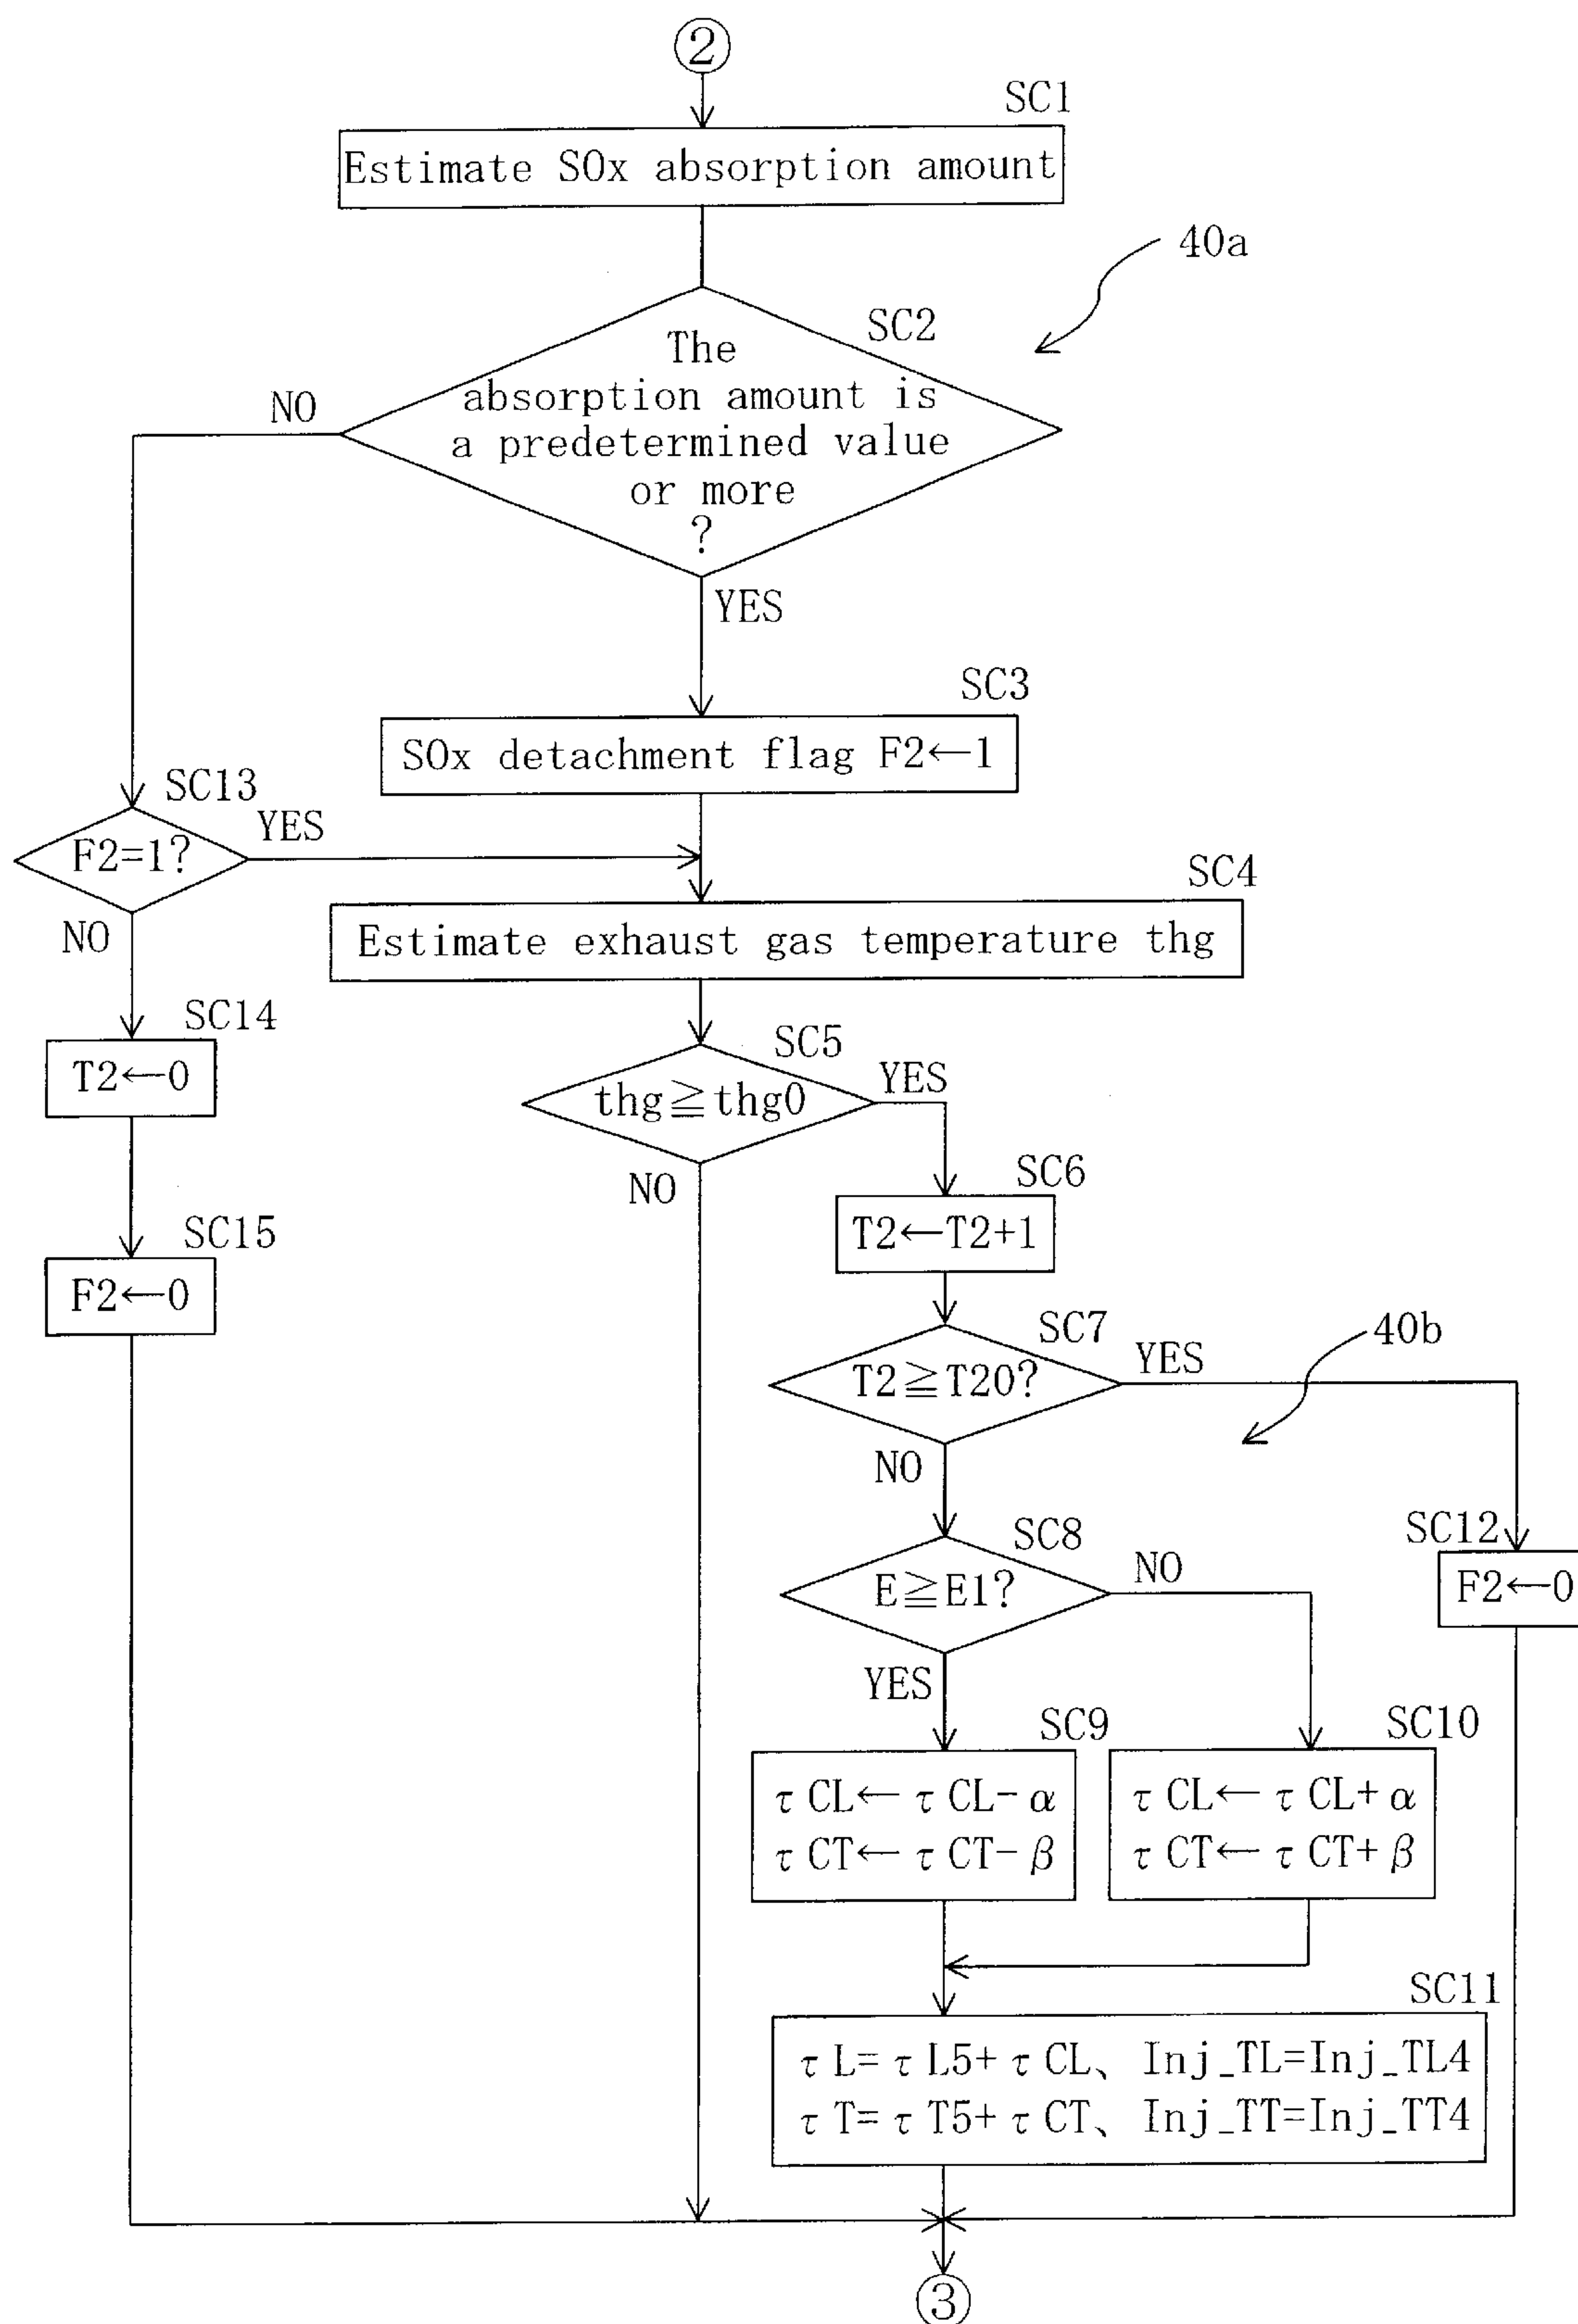 ②
SC1
Estimate SOx absorption amount
40a
SC2
The
absorption amount is
a predetermined value
or more
?
NO
YES
SC3
SOx detachment flag F2←1
SC13
F2=1?
YES
NO
SC4
Estimate exhaust gas temperature thg
SC14
T2←0
SC5
thg≧thg0
YES
NO
SC6
T2←T2+1
SC15
F2←0
SC7
T2≧T20?
YES
NO
40b
SC8
E≧E1?
NO
YES
SC12
F2←0
SC9
τCL←τCL-α
τCT←τCT-β
SC10
τCL←τCL+α
τCT←τCT+β
SC11
τL=τL5+τCL、Inj_TL=Inj_TL4
τT=τT5+τCT、Inj_TT=Inj_TT4
③